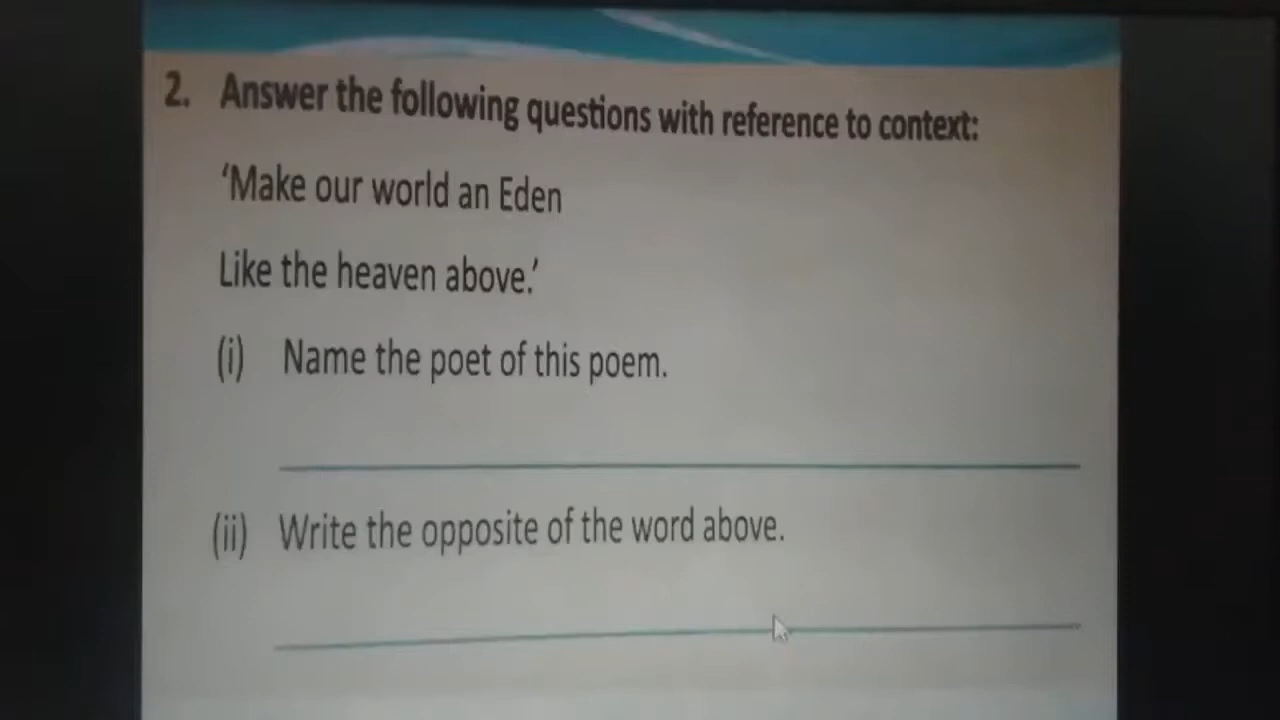 2. Answer the following questions with reference to context:
‘Make our world an Eden
Like the heaven above.’
(i) Name the poet of this poem.
(ii) Write the opposite of the word above.